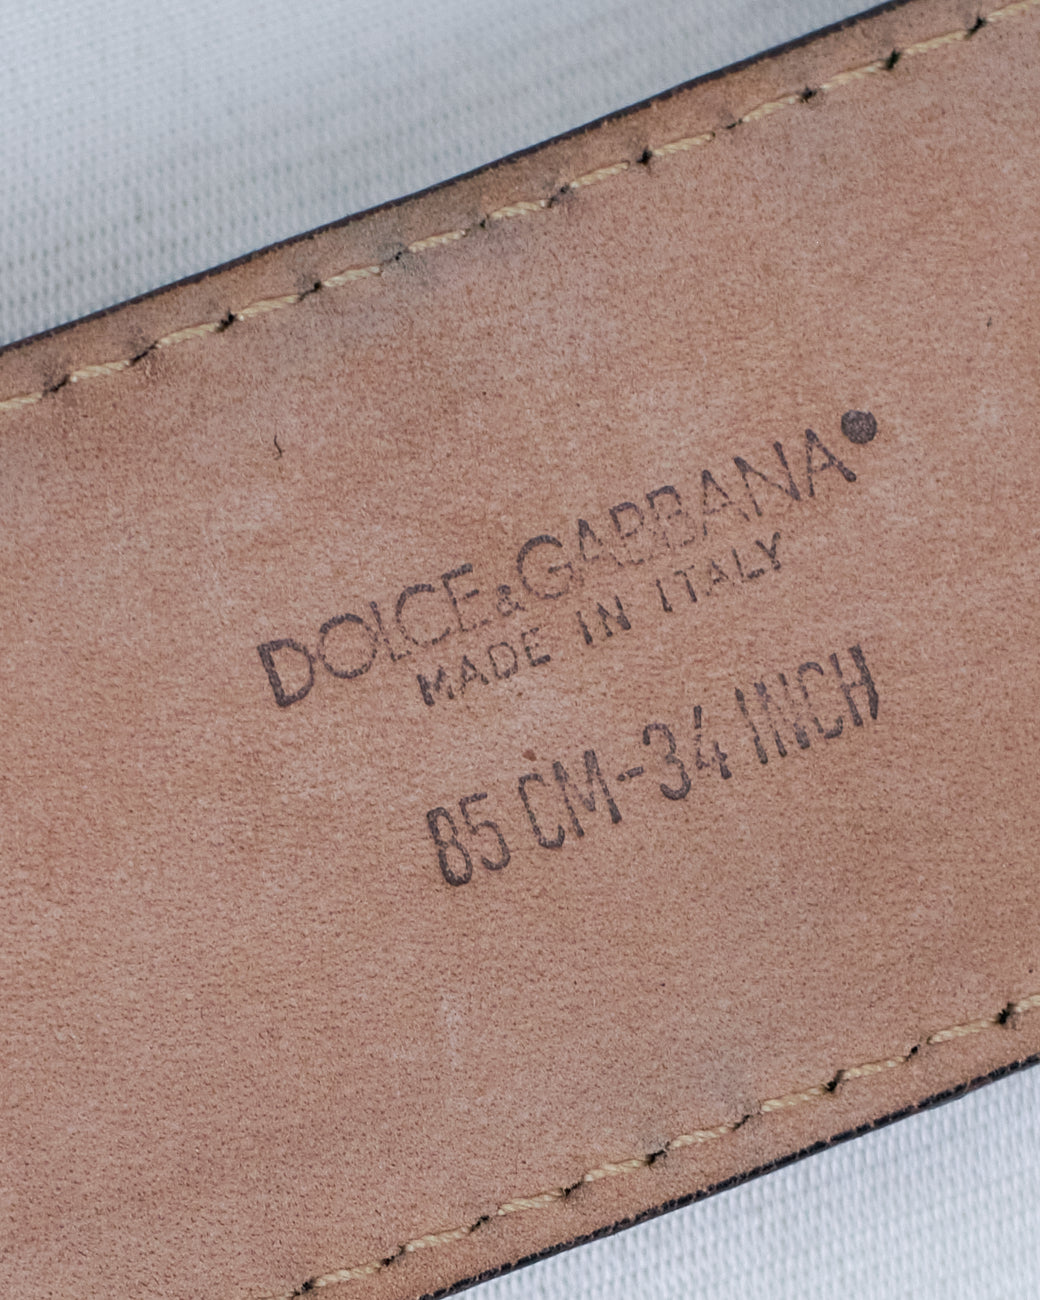 DOLCE&GABBANA
MADE IN ITALY
85 CM-34 INCH